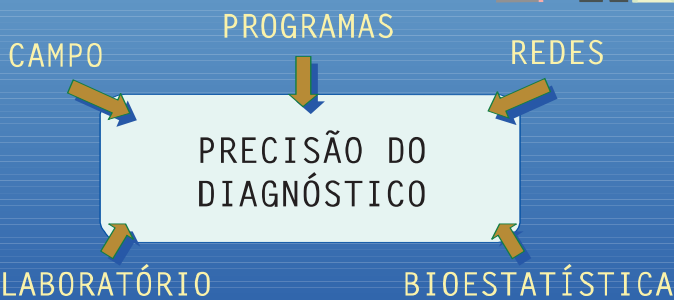 PROGRAMAS
CAMPO
REDES
PRECISÃO DO
DIAGNÓSTICO
LABORATÓRIO
BIOESTATÍSTICA